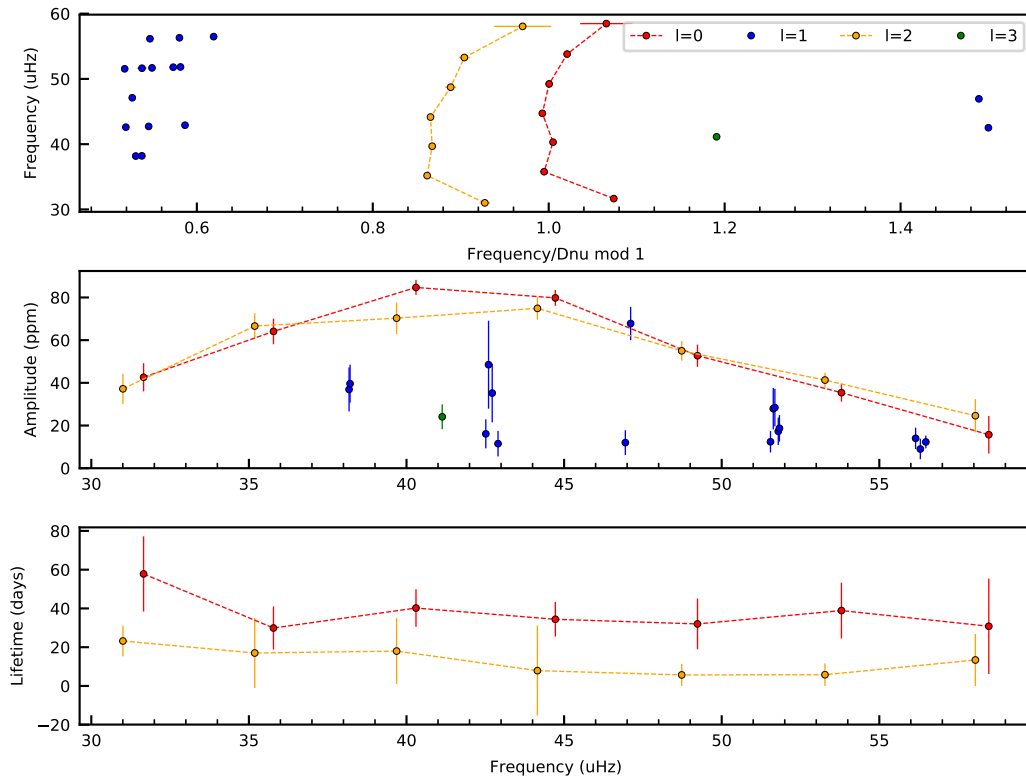 60
50
40
30
Frequency (uHz)
l=0 l=1 l=2 l=3
0.6 0.8 1.0 1.2 1.4
Frequency/Dnu mod 1
80
60
40
20
0
Amplitude (ppm)
30 35 40 45 50 55
80
60
40
20
0
−20
Lifetime (days)
30 35 40 45 50 55
Frequency (uHz)